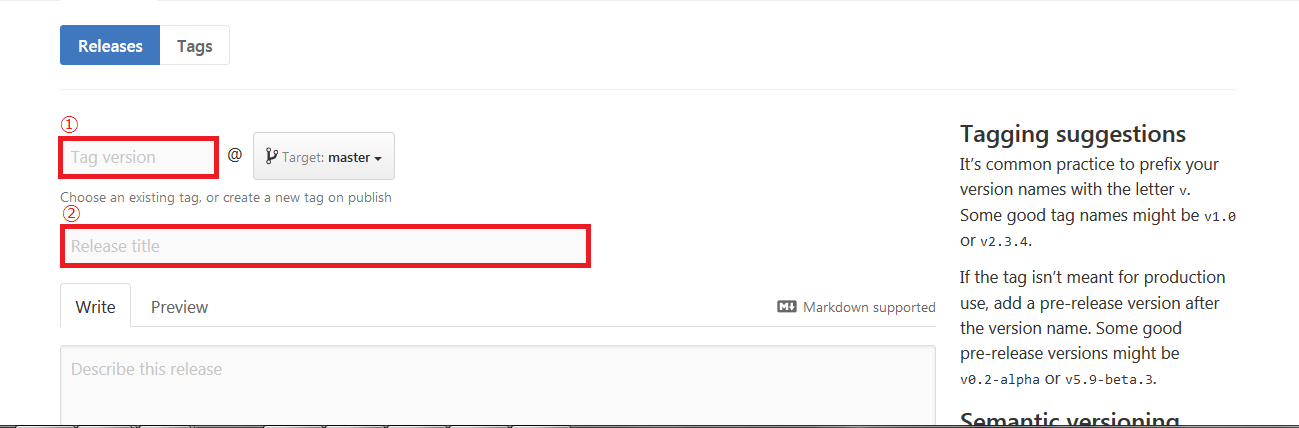 Releases Tags
①
Tag version @ Target: master
Choose an existing tag, or create a new tag on publish
②
Release title
Write Preview Markdown supported
Describe this release
Tagging suggestions
It’s common practice to prefix your
version names with the letter v.
Some good tag names might be v1.0
or v2.3.4.
If the tag isn’t meant for production
use, add a pre-release version after
the version name. Some good
pre-release versions might be
v0.2-alpha or v5.9-beta.3.
Semantic versioning